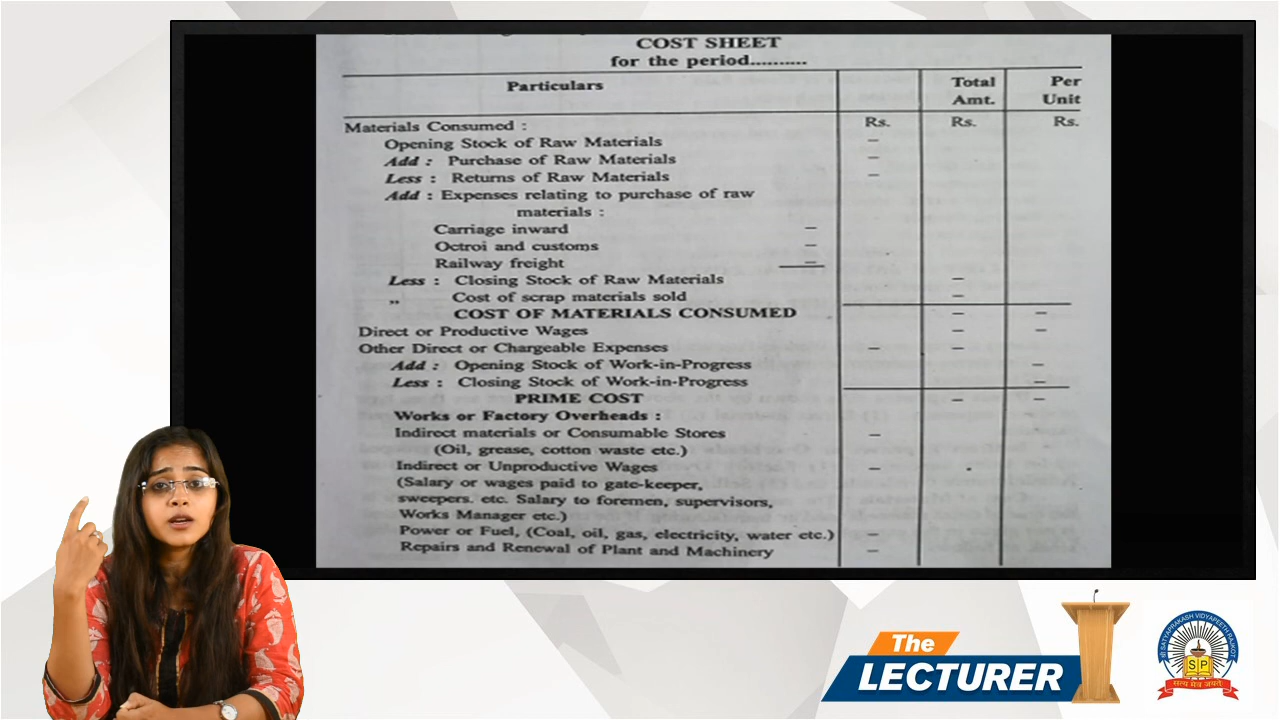 COST SHEET
for the period..........
Particulars Total Per
Amt. Unit
Materials Consumed : Rs. Rs. Rs.
Opening Stock of Raw Materials –
Add : Purchase of Raw Materials –
Less : Returns of Raw Materials –
Add : Expenses relating to purchase of raw
materials :
Carriage inward –
Octroi and customs –
Railway freight –
Less : Closing Stock of Raw Materials –
„ Cost of scrap materials sold –
COST OF MATERIALS CONSUMED – –
Direct or Productive Wages – –
Other Direct or Chargeable Expenses – –
Add : Opening Stock of Work-in-Progress –
Less : Closing Stock of Work-in-Progress –
PRIME COST – –
Works or Factory Overheads :
Indirect materials or Consumable Stores –
(Oil, grease, cotton waste etc.)
Indirect or Unproductive Wages –
(Salary or wages paid to gate-keeper,
sweepers. etc. Salary to foremen, supervisors,
Works Manager etc.)
Power or Fuel, (Coal, oil, gas, electricity, water etc.) –
Repairs and Renewal of Plant and Machinery –
The
LECTURER
SATYAPRAKASH VIDYAPEETH RAJKOT
SP
सत्य मेव जयते